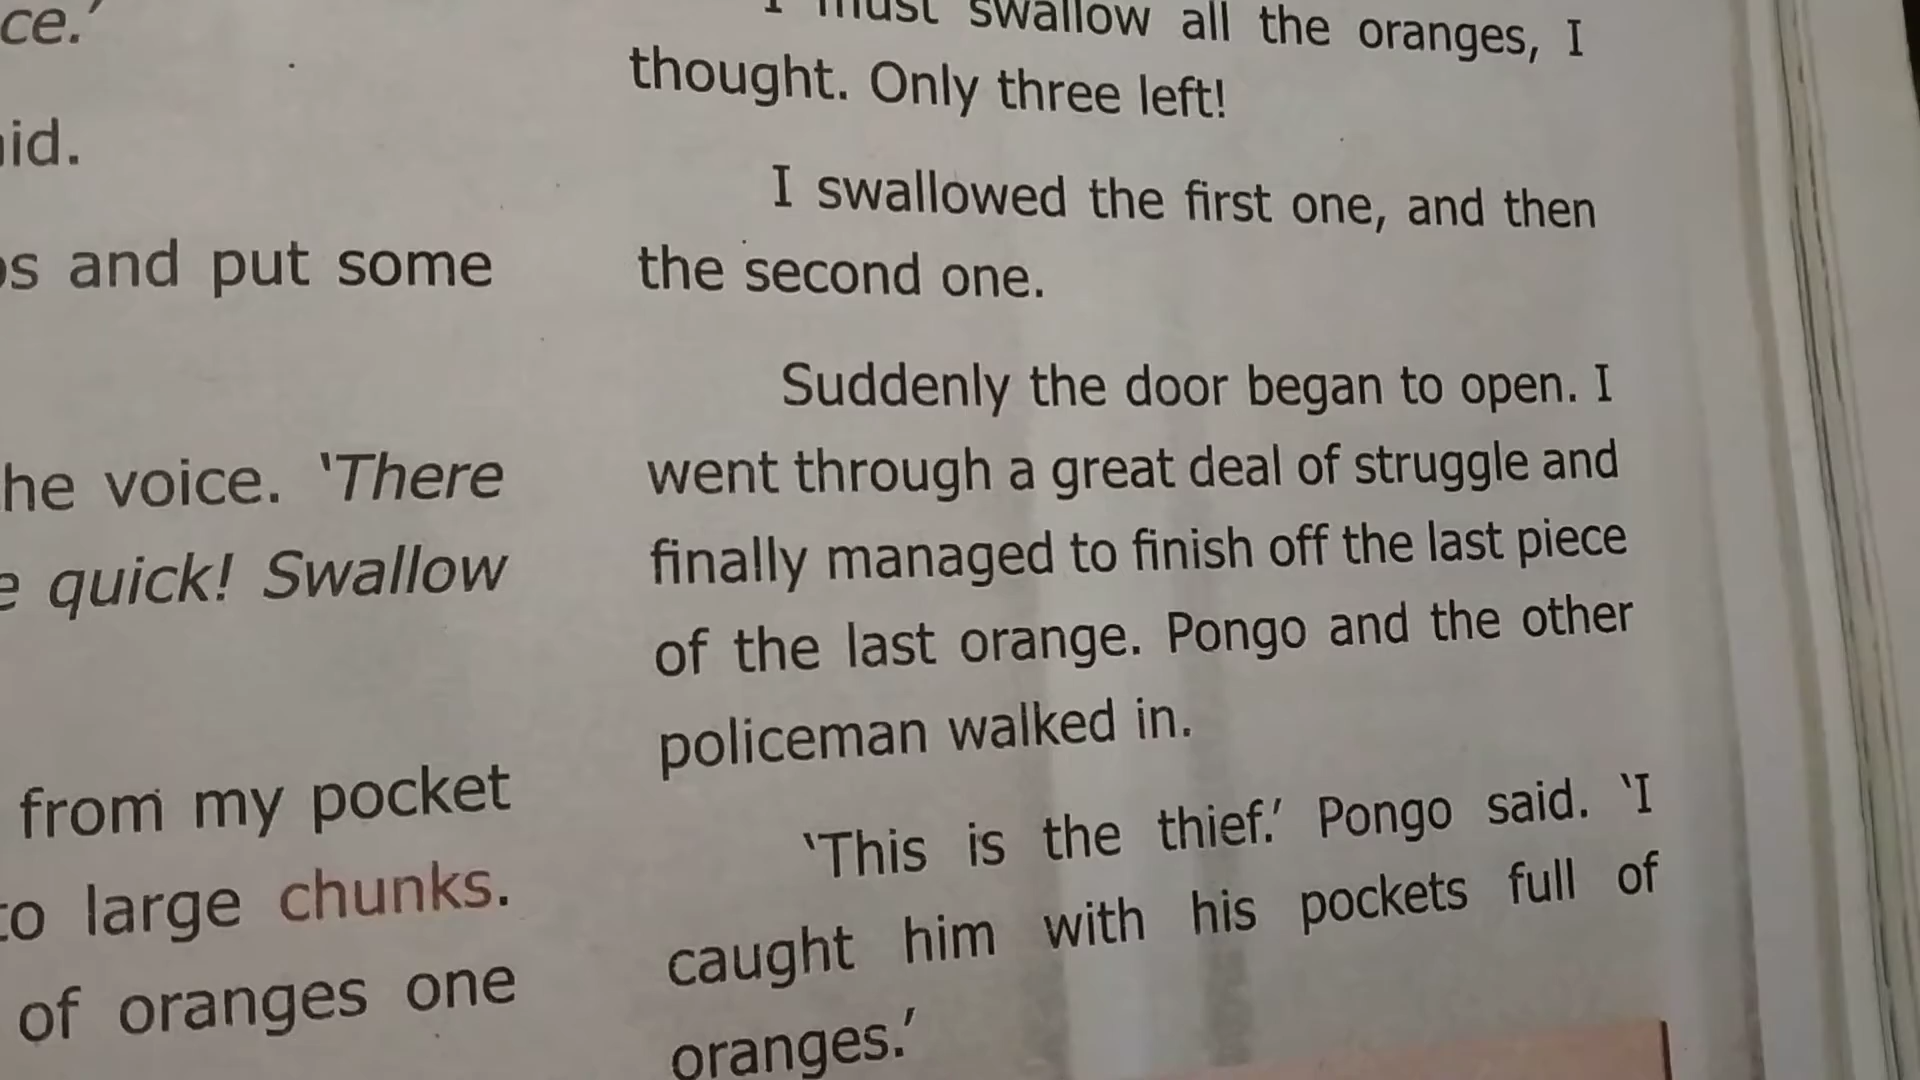 ce.'
id.
s and put some
he voice. 'There
quick! Swallow
from my pocket
to large chunks.
of oranges one
I must swallow all the oranges, I
thought. Only three left!
I swallowed the first one, and then
the second one.
Suddenly the door began to open. I
went through a great deal of struggle and
finally managed to finish off the last piece
of the last orange. Pongo and the other
policeman walked in.
'This is the thief.' Pongo said. 'I
caught him with his pockets full of
oranges.'